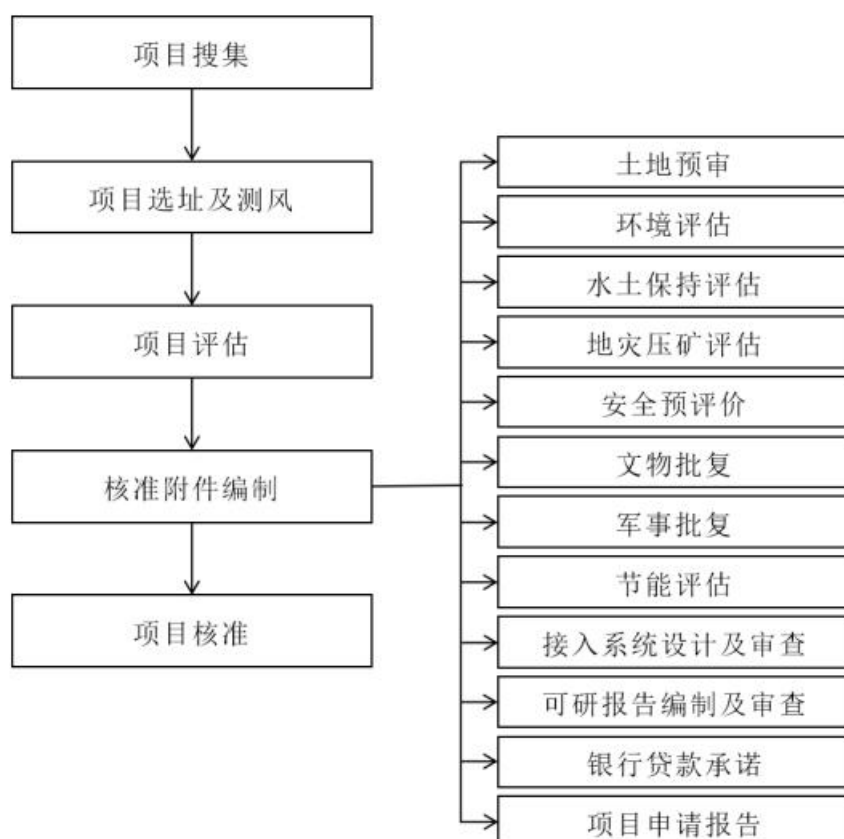 项目搜集
项目选址及测风
项目评估
核准附件编制
项目核准
土地预审
环境评估
水土保持评估
地灾压矿评估
安全预评价
文物批复
军事批复
节能评估
接入系统设计及审查
可研报告编制及审查
银行贷款承诺
项目申请报告